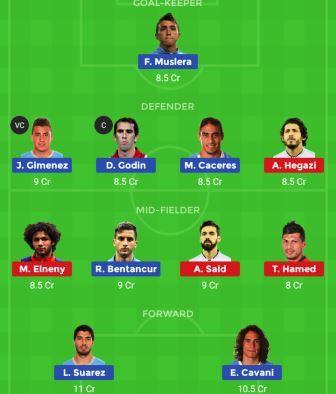 GOAL-KEEPER
F. Muslera
8.5 Cr
DEFENDER
VC
C
J. Gimenez
D. Godin
M. Caceres
A. Hegazi
9 Cr
8.5 Cr
8.5 Cr
8.5 Cr
MID-FIELDER
M. Elneny
R. Bentancur
A. Said
T. Hamed
8.5 Cr
9 Cr
9 Cr
8 Cr
FORWARD
L. Suarez
E. Cavani
11 Cr
10.5 Cr